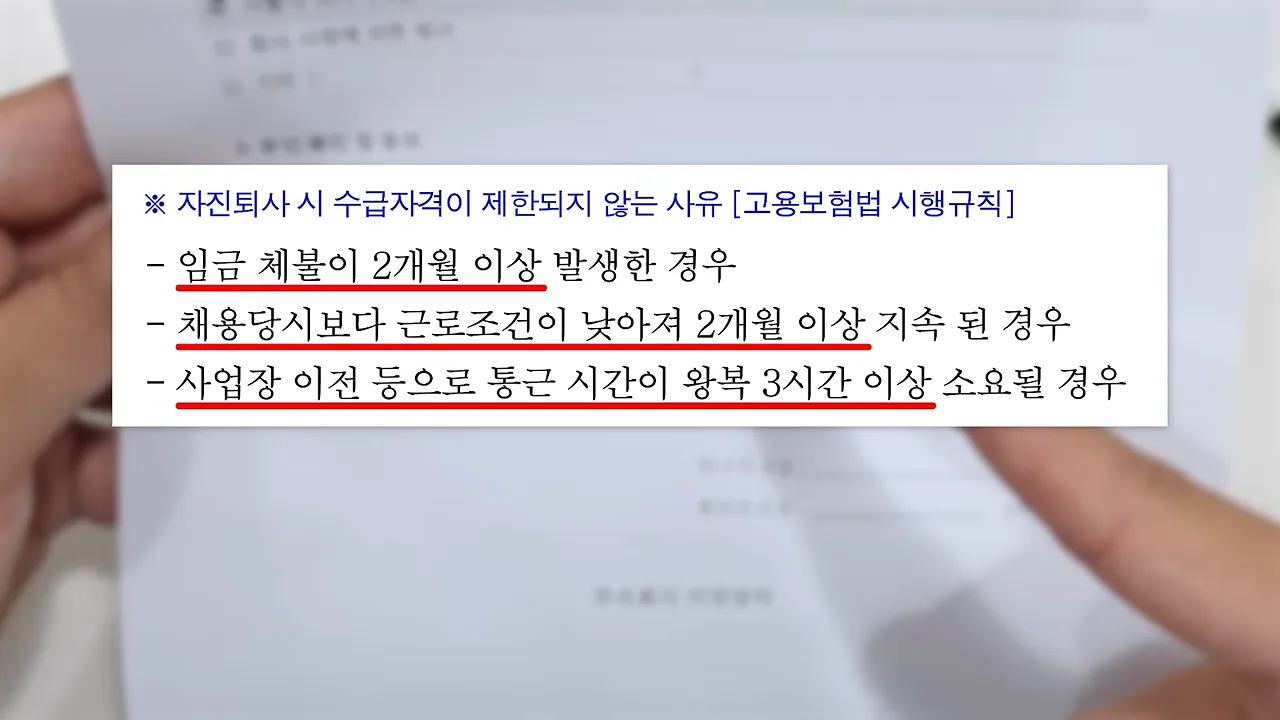 ※ 자진퇴사 시 수급자격이 제한되지 않는 사유 [고용보험법 시행규칙]
- 임금 체불이 2개월 이상 발생한 경우
- 채용당시보다 근로조건이 낮아져 2개월 이상 지속 된 경우
- 사업장 이전 등으로 통근 시간이 왕복 3시간 이상 소요될 경우